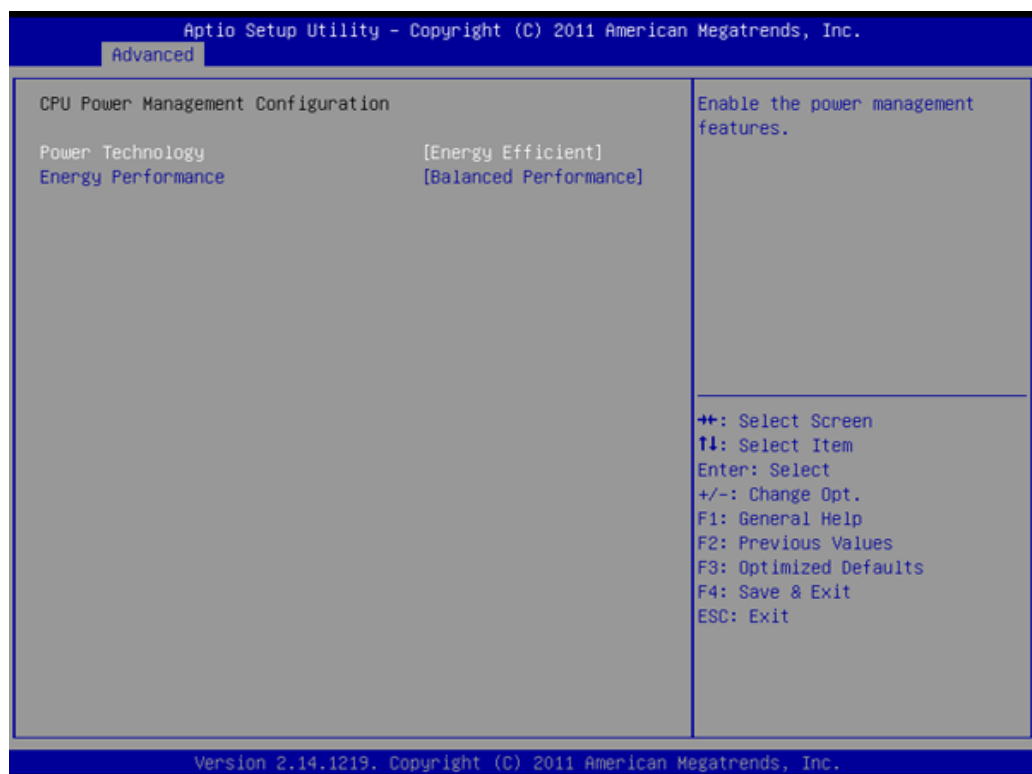 Aptio Setup Utility – Copyright (C) 2011 American Megatrends, Inc.
Advanced
CPU Power Management Configuration
Power Technology [Energy Efficient]
Energy Performance [Balanced Performance]
Enable the power management
features.
→←: Select Screen
↑↓: Select Item
Enter: Select
+/-: Change Opt.
F1: General Help
F2: Previous Values
F3: Optimized Defaults
F4: Save & Exit
ESC: Exit
Version 2.14.1219. Copyright (C) 2011 American Megatrends, Inc.